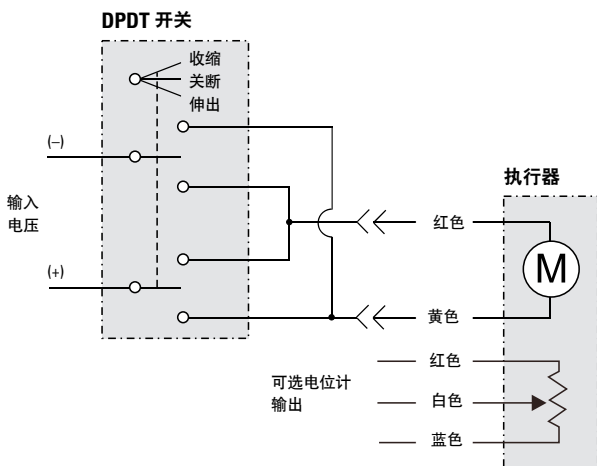 DPDT 开关
收缩
关断
伸出
(–)
输入
电压
(+)
执行器
红色
M
黄色
红色
可选电位计
输出
白色
蓝色